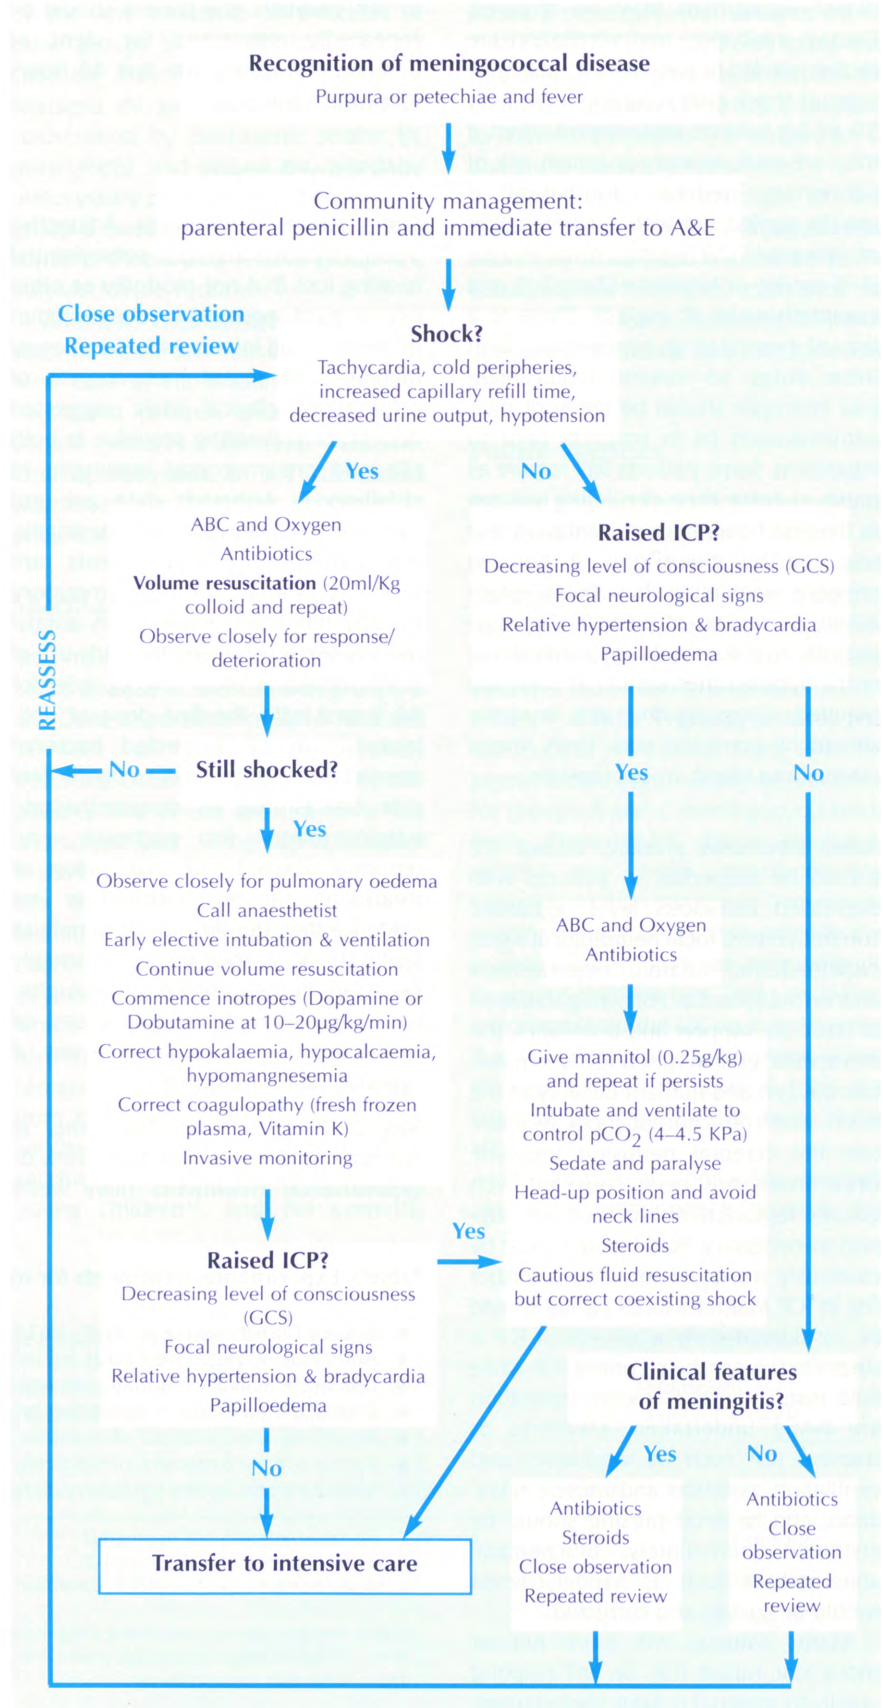 Recognition of meningococcal disease
Purpura or petechiae and fever
Community management:
parenteral penicillin and immediate transfer to A&E
Close observation
Repeated review
Shock?
Tachycardia, cold peripheries,
increased capillary refill time,
decreased urine output, hypotension
Yes
No
ABC and Oxygen
Antibiotics
Volume resuscitation (20ml/Kg
colloid and repeat)
Observe closely for response/
deterioration
Raised ICP?
Decreasing level of consciousness (GCS)
Focal neurological signs
Relative hypertension & bradycardia
Papilloedema
REASSESS
No
Still shocked?
Yes
No
Yes
Observe closely for pulmonary oedema
Call anaesthetist
Early elective intubation & ventilation
Continue volume resuscitation
Commence inotropes (Dopamine or
Dobutamine at 10–20µg/kg/min)
Correct hypokalaemia, hypocalcaemia,
hypomangnesemia
Correct coagulopathy (fresh frozen
plasma, Vitamin K)
Invasive monitoring
ABC and Oxygen
Antibiotics
Give mannitol (0.25g/kg)
and repeat if persists
Intubate and ventilate to
control pCO2 (4–4.5 KPa)
Sedate and paralyse
Head-up position and avoid
neck lines
Steroids
Cautious fluid resuscitation
but correct coexisting shock
Yes
Raised ICP?
Decreasing level of consciousness
(GCS)
Focal neurological signs
Relative hypertension & bradycardia
Papilloedema
No
Transfer to intensive care
Clinical features
of meningitis?
Yes
No
Antibiotics
Steroids
Close observation
Repeated review
Antibiotics
Close
observation
Repeated
review